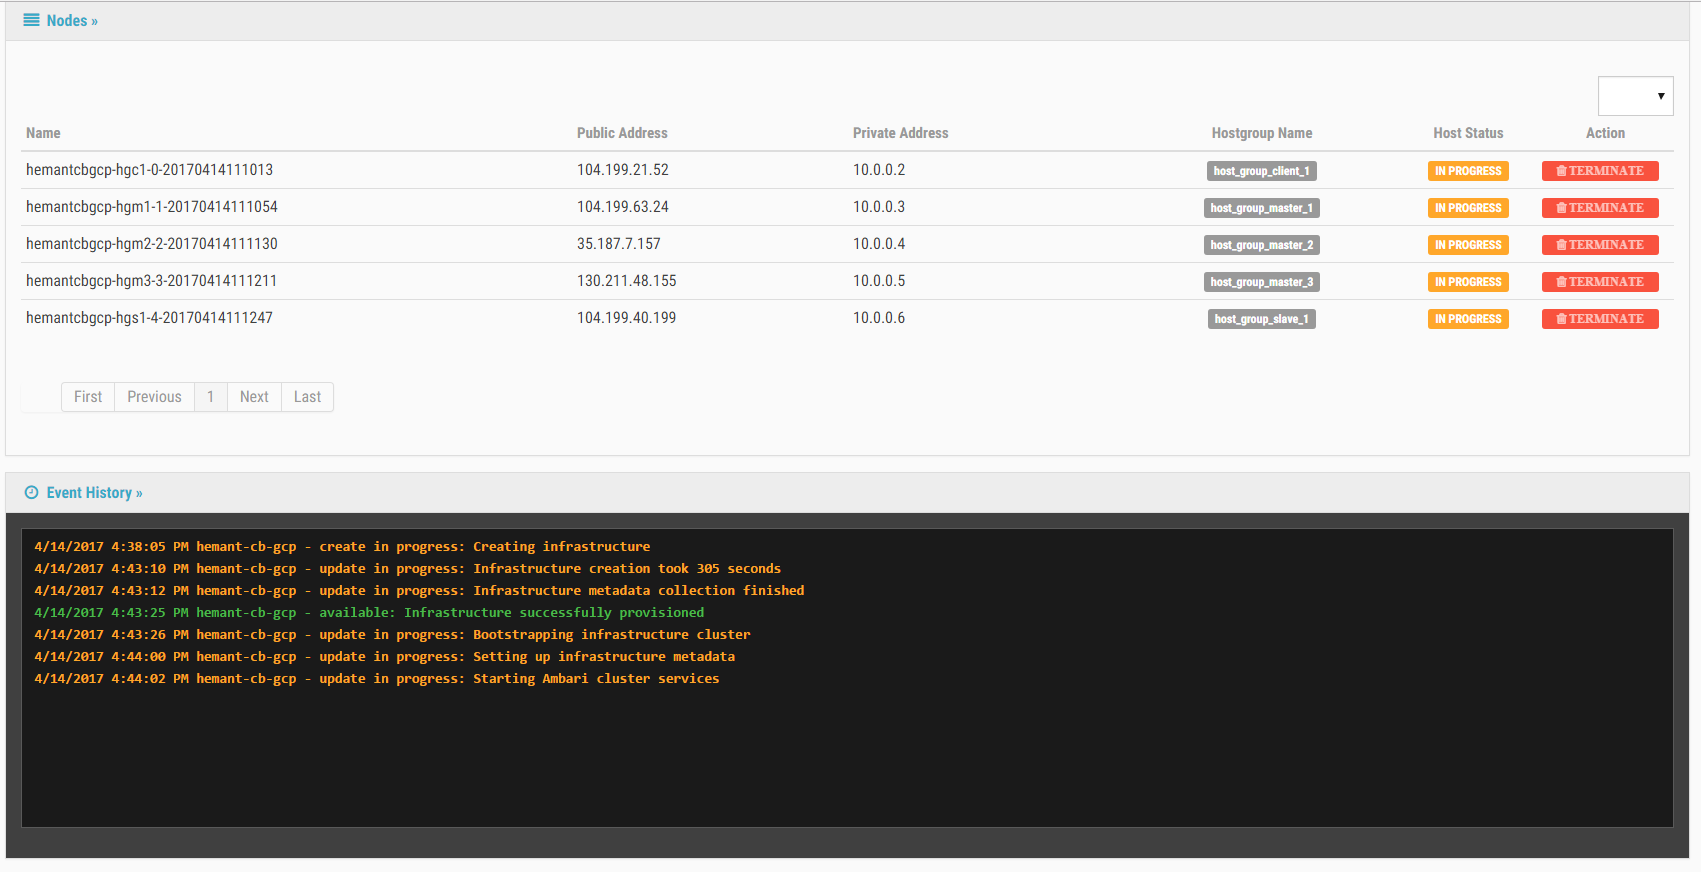 Nodes »
Name Public Address Private Address Hostgroup Name Host Status Action
hemantcbgcp-hgc1-0-20170414111013 104.199.21.52 10.0.0.2 host_group_client_1 IN PROGRESS TERMINATE
hemantcbgcp-hgm1-1-20170414111054 104.199.63.24 10.0.0.3 host_group_master_1 IN PROGRESS TERMINATE
hemantcbgcp-hgm2-2-20170414111130 35.187.7.157 10.0.0.4 host_group_master_2 IN PROGRESS TERMINATE
hemantcbgcp-hgm3-3-20170414111211 130.211.48.155 10.0.0.5 host_group_master_3 IN PROGRESS TERMINATE
hemantcbgcp-hgs1-4-20170414111247 104.199.40.199 10.0.0.6 host_group_slave_1 IN PROGRESS TERMINATE
First Previous 1 Next Last
Event History »
4/14/2017 4:38:05 PM hemant-cb-gcp - create in progress: Creating infrastructure
4/14/2017 4:43:10 PM hemant-cb-gcp - update in progress: Infrastructure creation took 305 seconds
4/14/2017 4:43:12 PM hemant-cb-gcp - update in progress: Infrastructure metadata collection finished
4/14/2017 4:43:25 PM hemant-cb-gcp - available: Infrastructure successfully provisioned
4/14/2017 4:43:26 PM hemant-cb-gcp - update in progress: Bootstrapping infrastructure cluster
4/14/2017 4:44:00 PM hemant-cb-gcp - update in progress: Setting up infrastructure metadata
4/14/2017 4:44:02 PM hemant-cb-gcp - update in progress: Starting Ambari cluster services